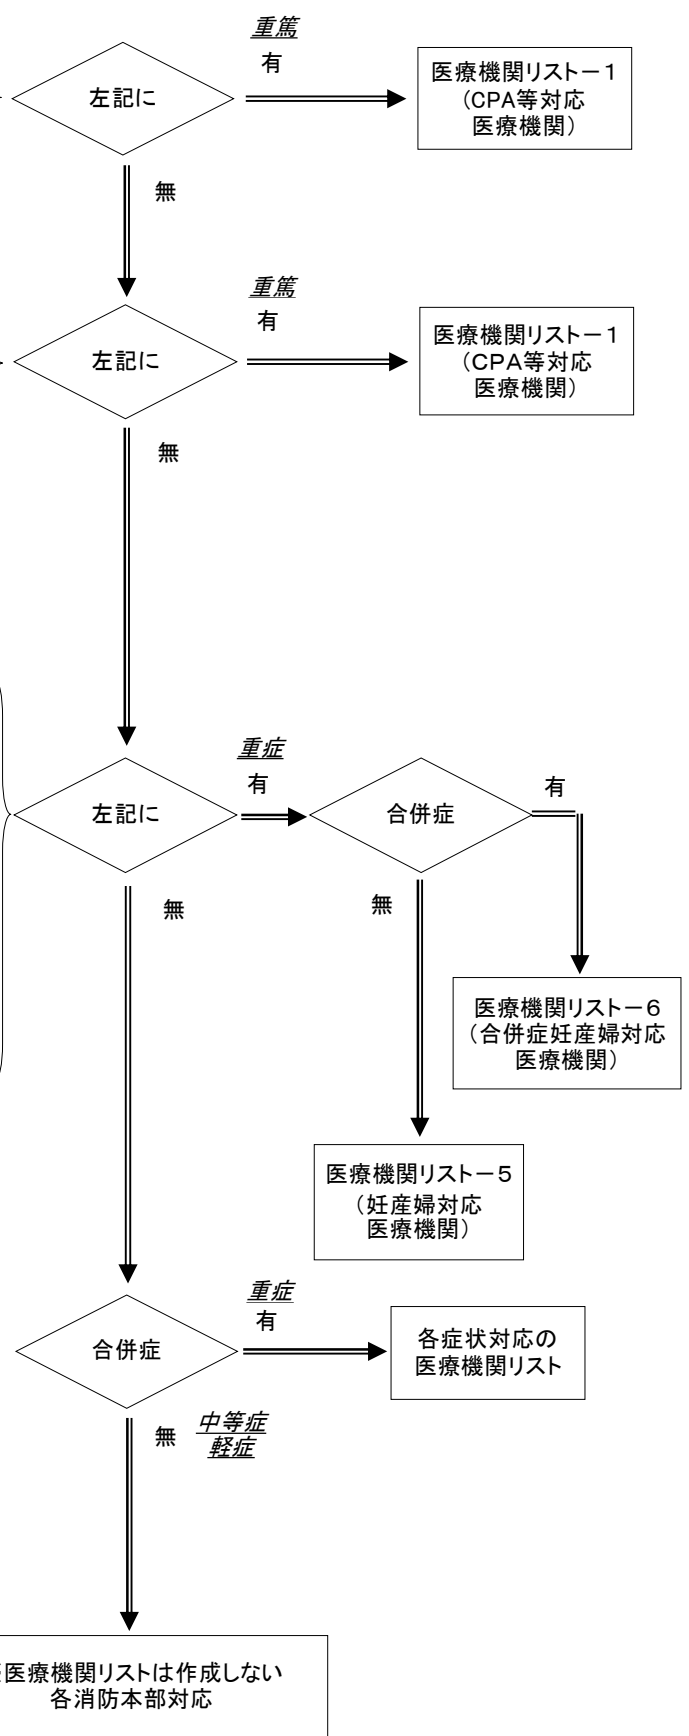 重篤
有
左記に
医療機関リストー1
（CPA等対応
医療機関）
無
重篤
有
左記に
医療機関リストー1
（CPA等対応
医療機関）
無
重症
有
左記に
合併症
有
無
無
医療機関リストー6
（合併症妊産婦対応
医療機関）
医療機関リストー5
（妊産婦対応
医療機関）
重症
有
合併症
各症状対応の
医療機関リスト
無
中等症
軽症
医療機関リストは作成しない
各消防本部対応